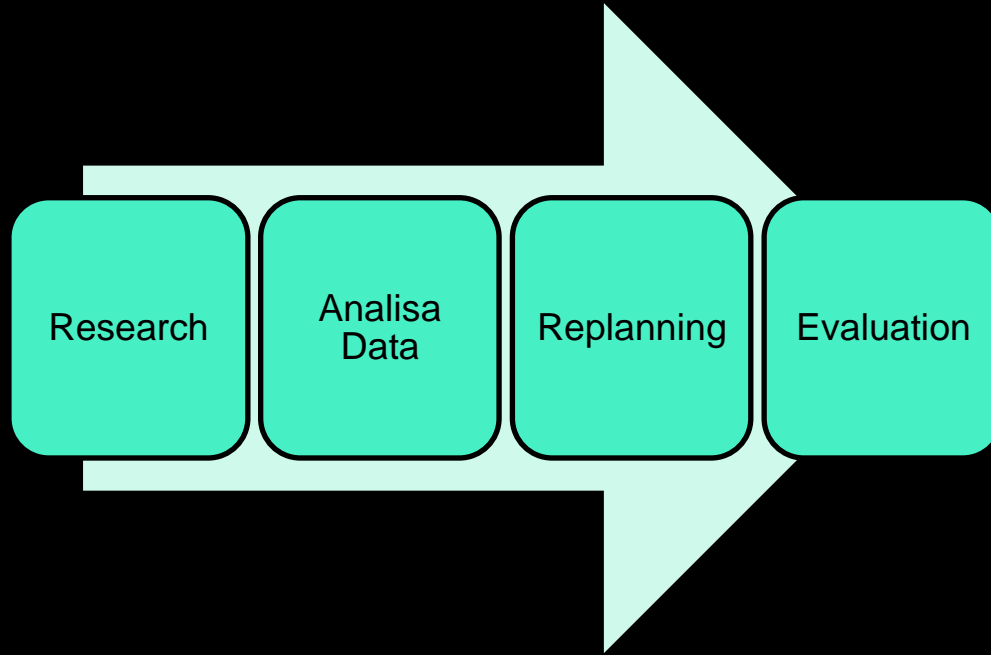 Research
Analisa
Data
Replanning
Evaluation